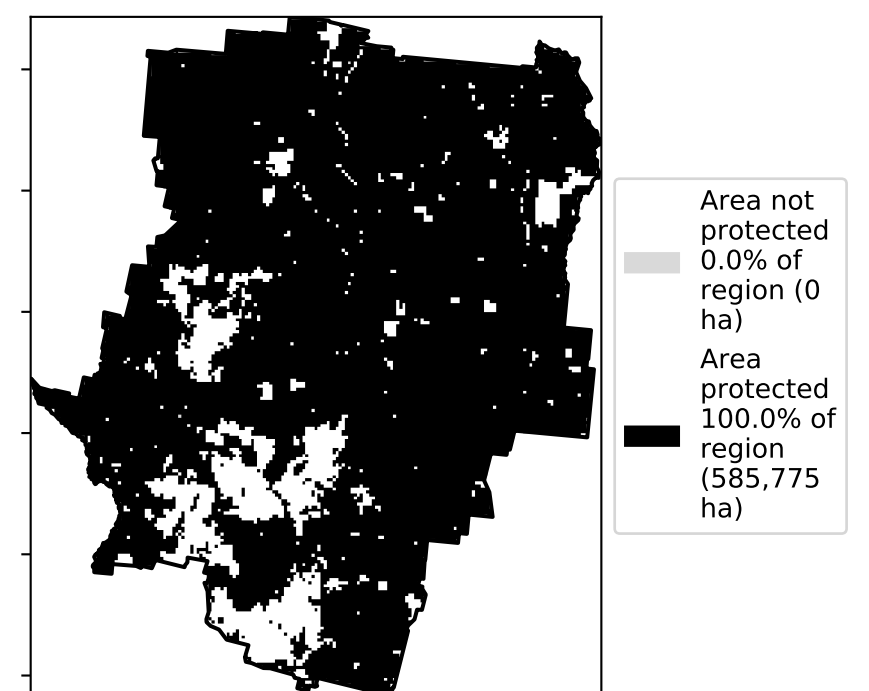 Area not
protected
0.0% of
region (0
ha)
Area
protected
100.0% of
region
(585,775
ha)